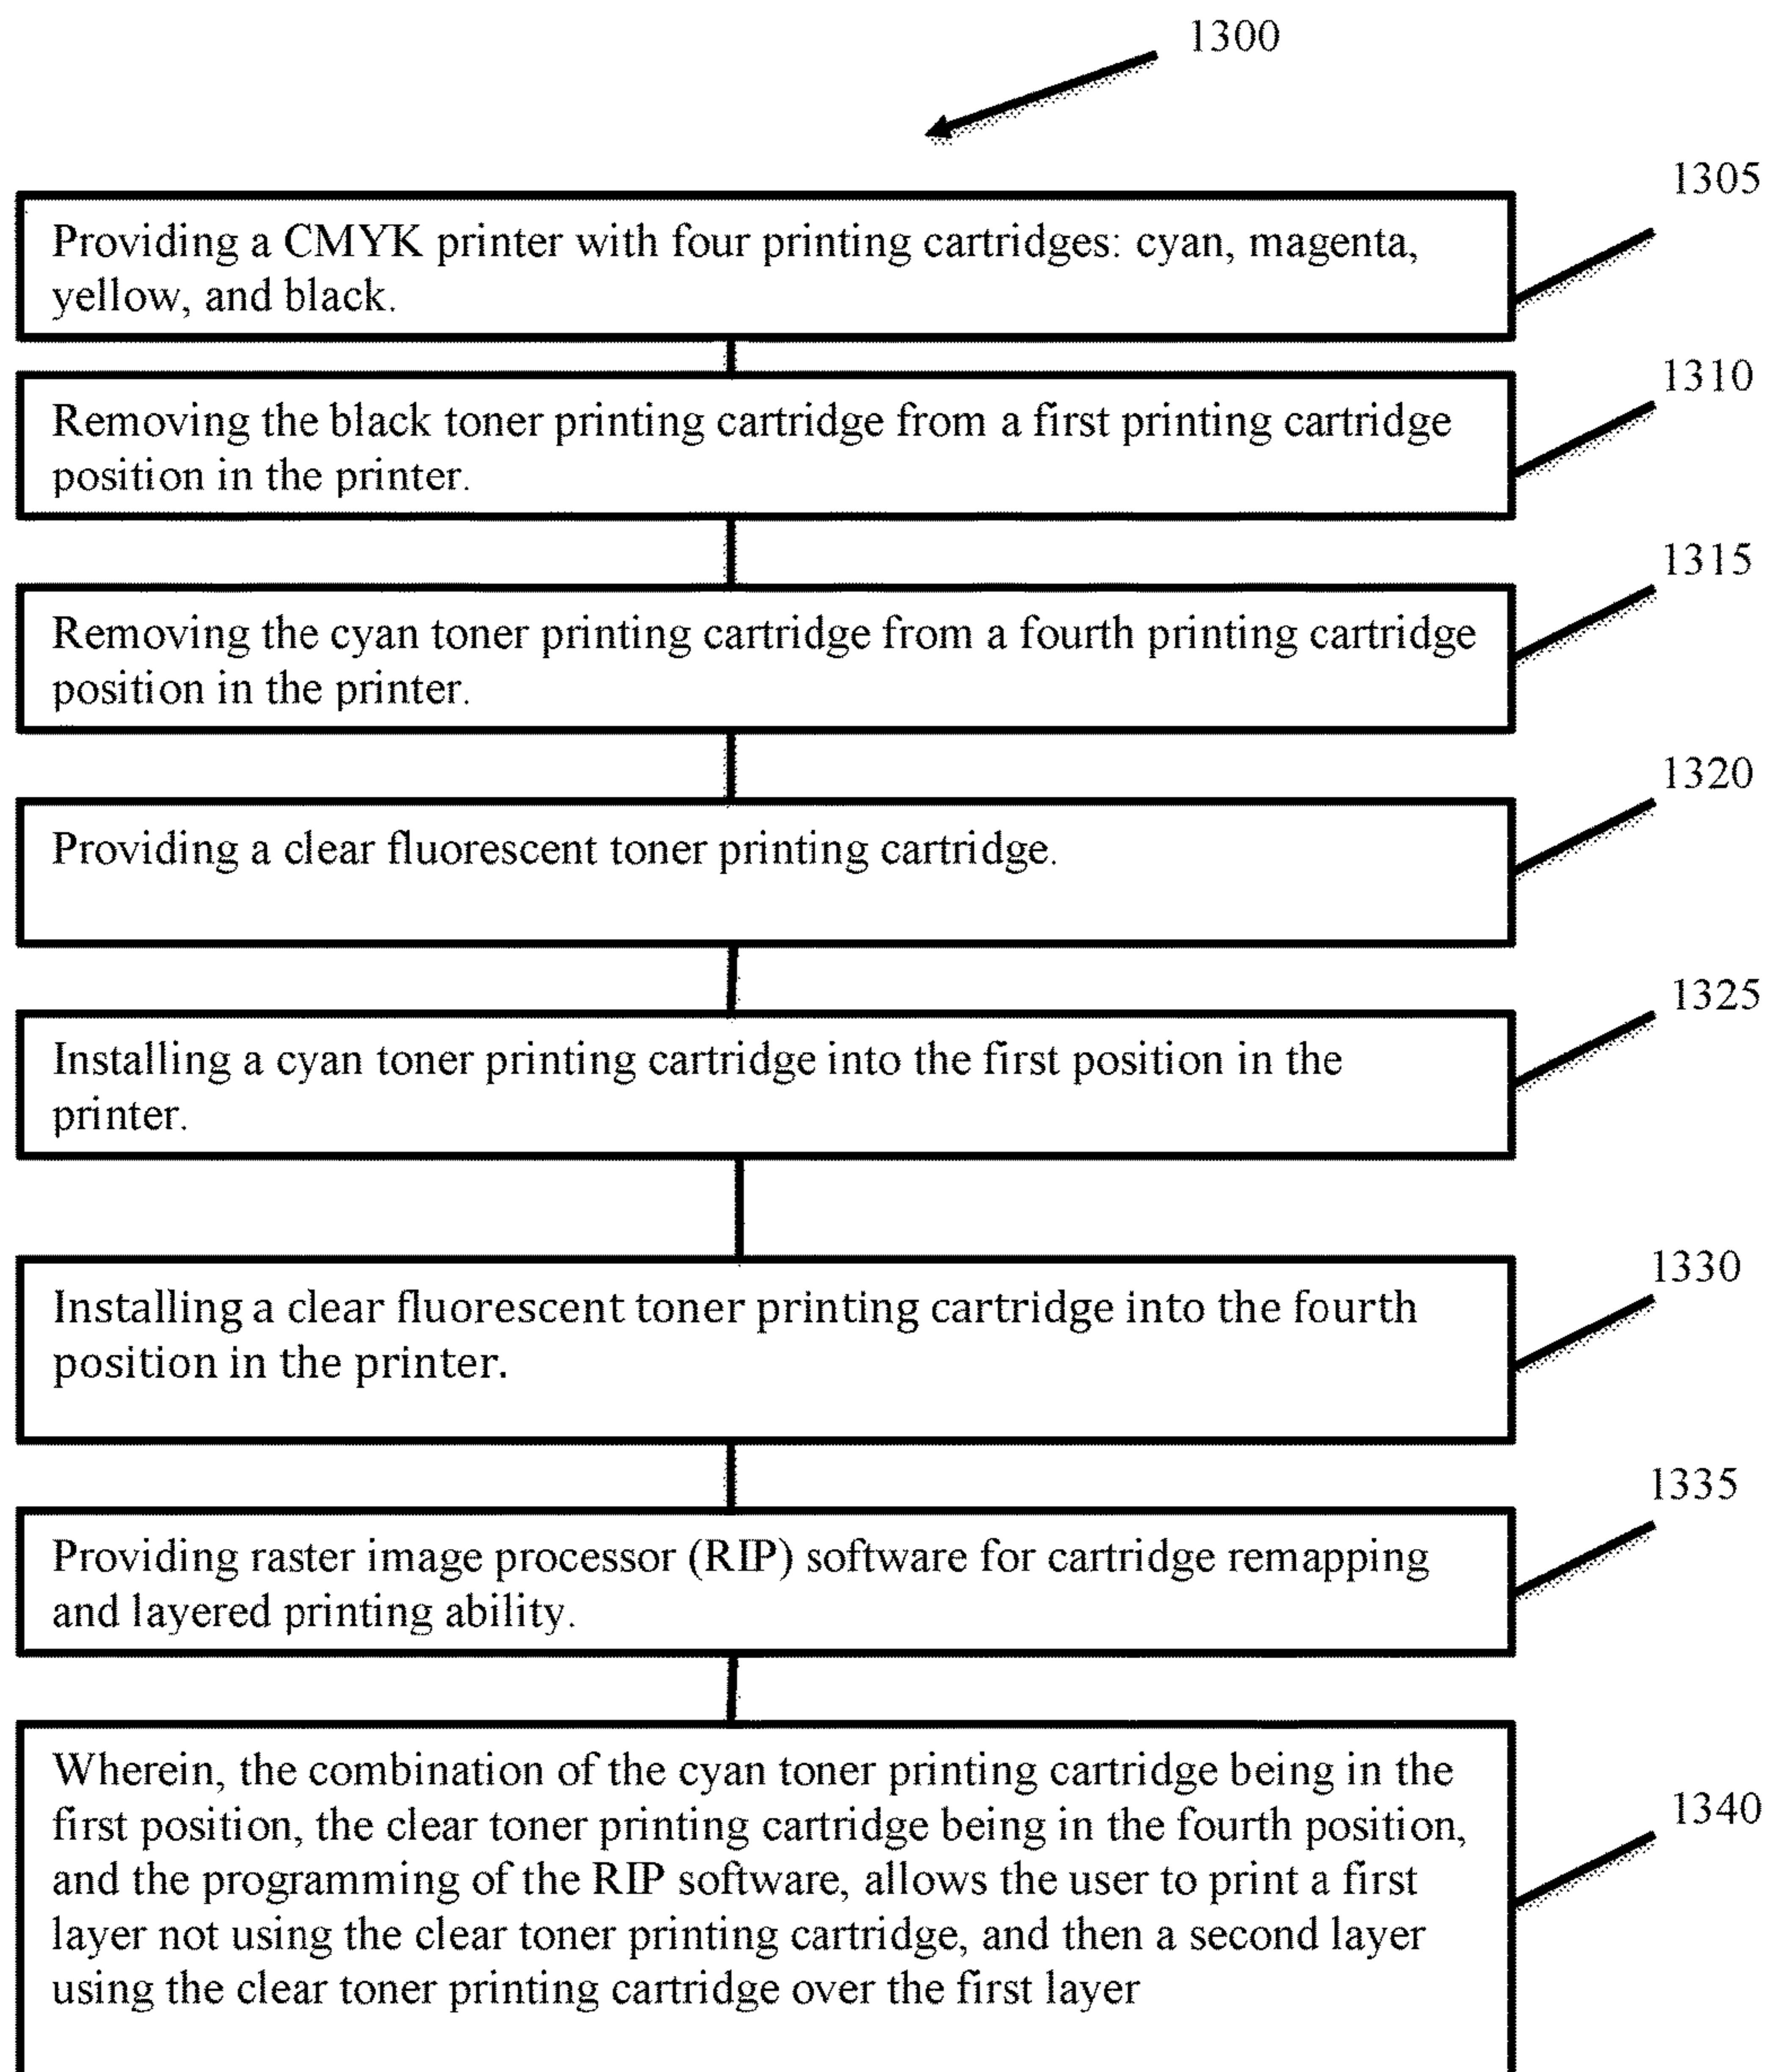 1300
1305
Providing a CMYK printer with four printing cartridges: cyan, magenta,
yellow, and black.
1310
Removing the black toner printing cartridge from a first printing cartridge
position in the printer.
1315
Removing the cyan toner printing cartridge from a fourth printing cartridge
position in the printer.
1320
Providing a clear fluorescent toner printing cartridge.
1325
Installing a cyan toner printing cartridge into the first position in the
printer.
1330
Installing a clear fluorescent toner printing cartridge into the fourth
position in the printer.
1335
Providing raster image processor (RIP) software for cartridge remapping
and layered printing ability.
1340
Wherein, the combination of the cyan toner printing cartridge being in the
first position, the clear toner printing cartridge being in the fourth position,
and the programming of the RIP software, allows the user to print a first
layer not using the clear toner printing cartridge, and then a second layer
using the clear toner printing cartridge over the first layer